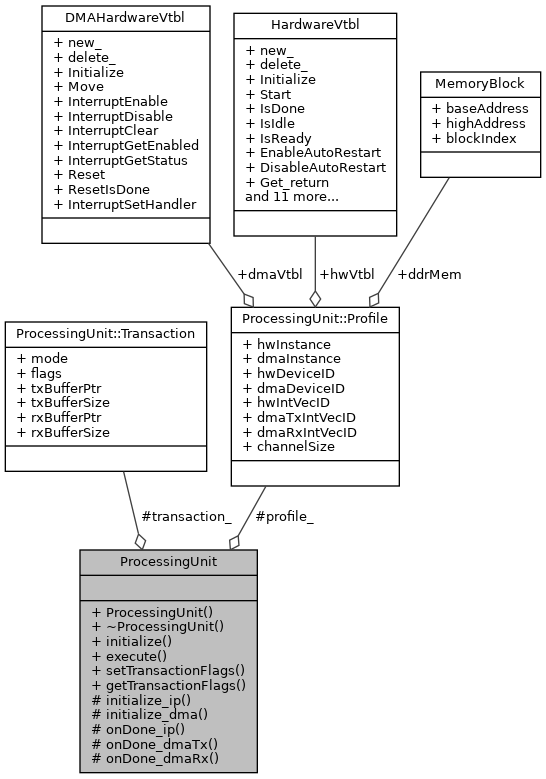 DMAHardwareVtbl
+ new_
+ delete_
+ Initialize
+ Move
+ InterruptEnable
+ InterruptDisable
+ InterruptClear
+ InterruptGetEnabled
+ InterruptGetStatus
+ Reset
+ ResetIsDone
+ InterruptSetHandler
HardwareVtbl
+ new_
+ delete_
+ Initialize
+ Start
+ IsDone
+ IsIdle
+ IsReady
+ EnableAutoRestart
+ DisableAutoRestart
+ Get_return
and 11 more...
MemoryBlock
+ baseAddress
+ highAddress
+ blockIndex
+dmaVtbl
+hwVtbl
+ddrMem
ProcessingUnit::Transaction
+ mode
+ flags
+ txBufferPtr
+ txBufferSize
+ rxBufferPtr
+ rxBufferSize
ProcessingUnit::Profile
+ hwInstance
+ dmaInstance
+ hwDeviceID
+ dmaDeviceID
+ hwIntVecID
+ dmaTxIntVecID
+ dmaRxIntVecID
+ channelSize
#transaction_
#profile_
ProcessingUnit
+ ProcessingUnit()
+ ~ProcessingUnit()
+ initialize()
+ execute()
+ setTransactionFlags()
+ getTransactionFlags()
# initialize_ip()
# initialize_dma()
# onDone_ip()
# onDone_dmaTx()
# onDone_dmaRx()